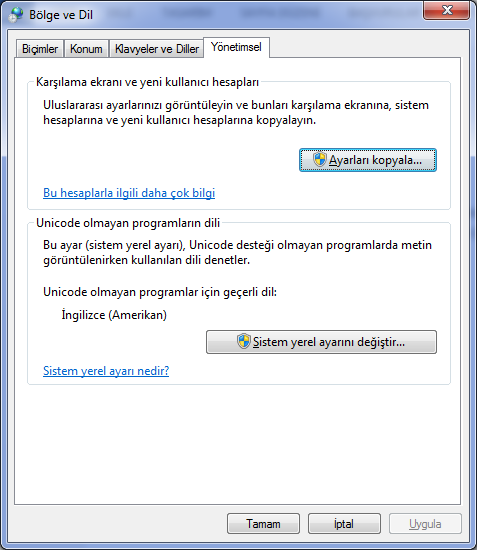 Bölge ve Dil
Biçimler Konum Klavyeler ve Diller Yönetimsel
Karşılama ekranı ve yeni kullanıcı hesapları
Uluslararası ayarlarınızı görüntüleyin ve bunları karşılama ekranına, sistem
hesaplarına ve yeni kullanıcı hesaplarına kopyalayın.
Ayarları kopyala...
Bu hesaplarla ilgili daha çok bilgi
Unicode olmayan programların dili
Bu ayar (sistem yerel ayarı), Unicode desteği olmayan programlarda metin
görüntülenirken kullanılan dili denetler.
Unicode olmayan programlar için geçerli dil:
İngilizce (Amerikan)
Sistem yerel ayarını değiştir...
Sistem yerel ayarı nedir?
Tamam İptal Uygula